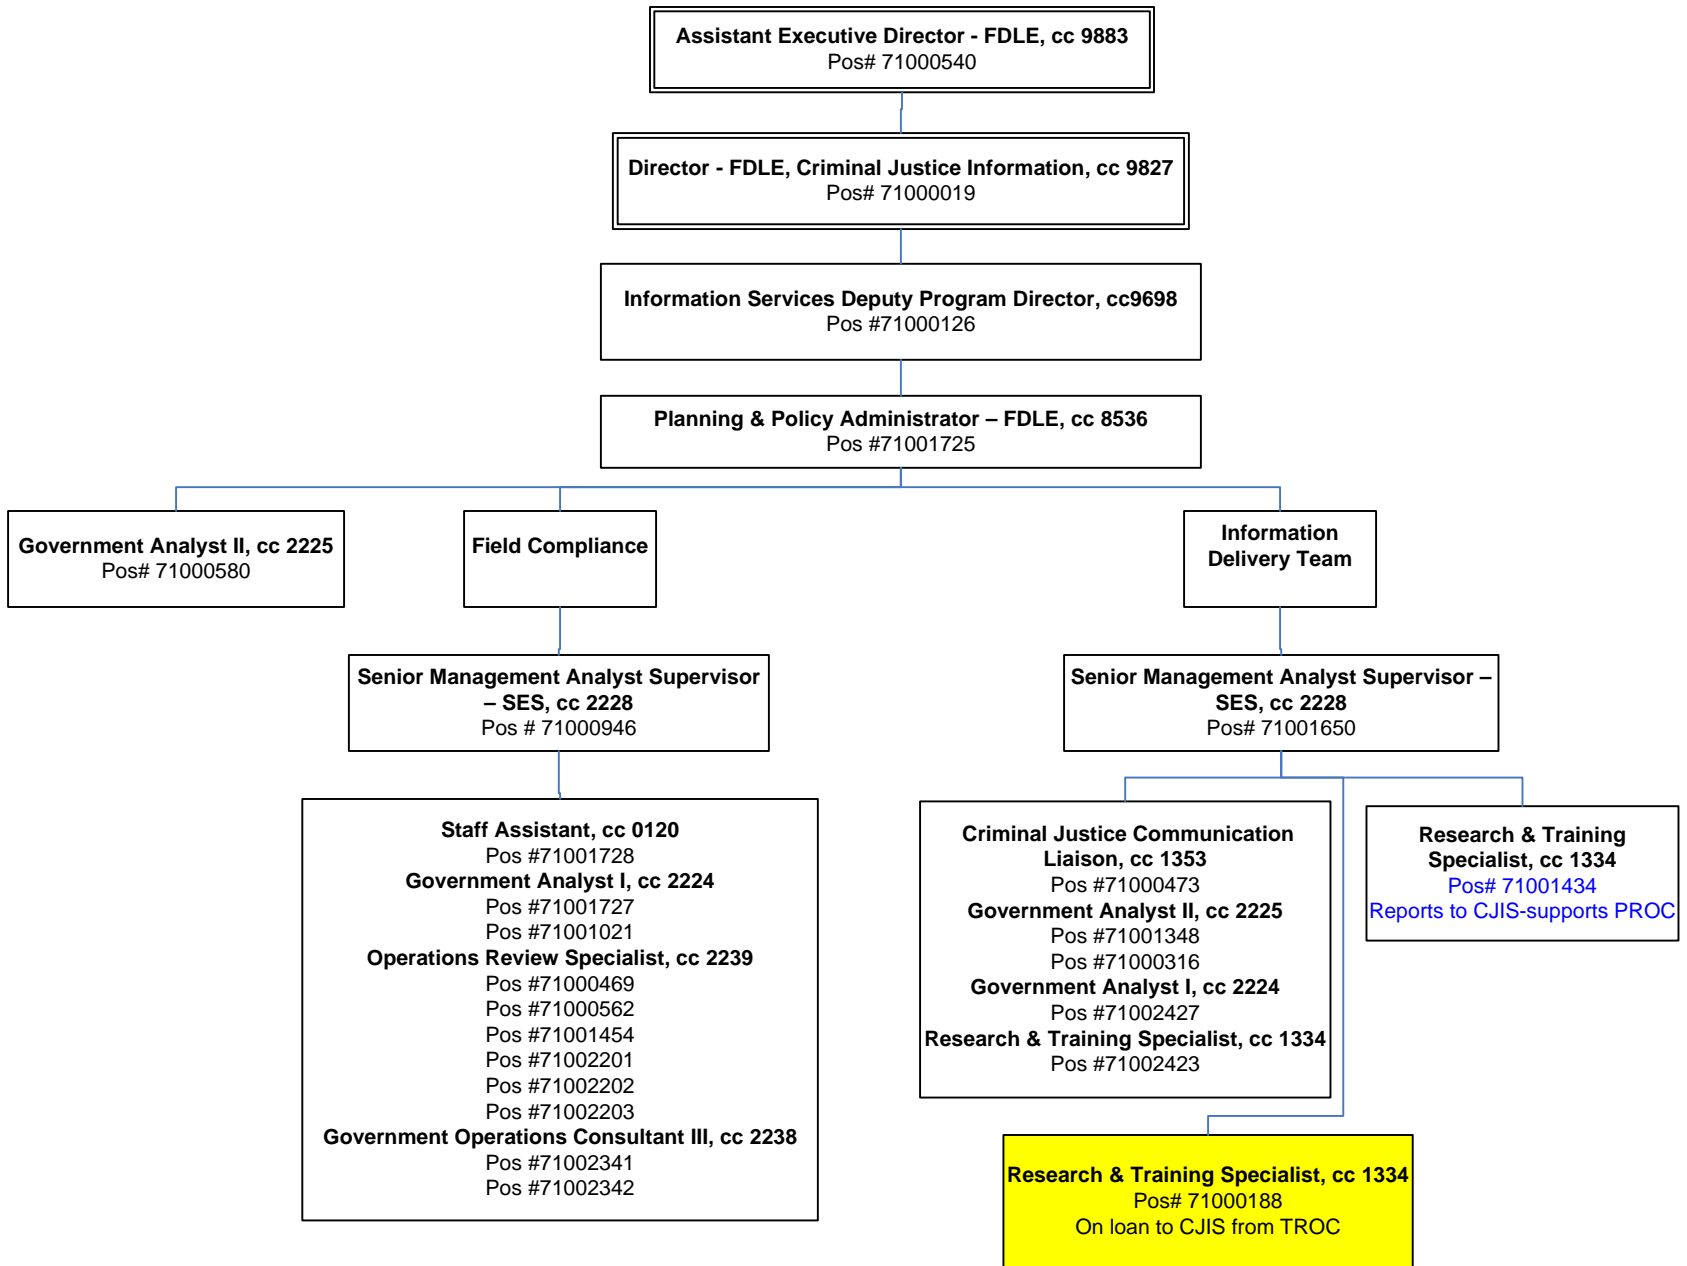 Assistant Executive Director - FDLE, cc 9883
Pos# 71000540
Director - FDLE, Criminal Justice Information, cc 9827
Pos# 71000019
Information Services Deputy Program Director, cc9698
Pos #71000126
Planning & Policy Administrator – FDLE, cc 8536
Pos #71001725
Government Analyst II, cc 2225
Pos# 71000580
Field Compliance
Information
Delivery Team
Senior Management Analyst Supervisor
– SES, cc 2228
Pos # 71000946
Senior Management Analyst Supervisor –
SES, cc 2228
Pos# 71001650
Staff Assistant, cc 0120
Pos #71001728
Government Analyst I, cc 2224
Pos #71001727
Pos #71001021
Operations Review Specialist, cc 2239
Pos #71000469
Pos #71000562
Pos #71001454
Pos #71002201
Pos #71002202
Pos #71002203
Government Operations Consultant III, cc 2238
Pos #71002341
Pos #71002342
Criminal Justice Communication
Liaison, cc 1353
Pos #71000473
Government Analyst II, cc 2225
Pos #71001348
Pos #71000316
Government Analyst I, cc 2224
Pos #71002427
Research & Training Specialist, cc 1334
Pos #71002423
Research & Training
Specialist, cc 1334
Pos# 71001434
Reports to CJIS-supports PROC
Research & Training Specialist, cc 1334
Pos# 71000188
On loan to CJIS from TROC